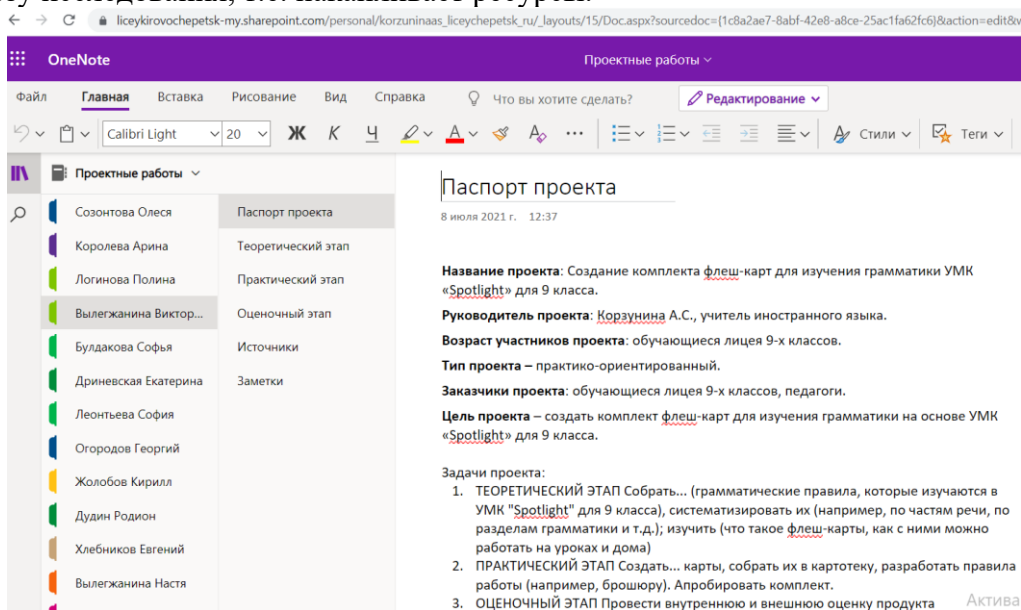 liceykirovochepetsk-my.sharepoint.com/personal/korzuninaas_liceychepetsk_ru/_layouts/15/Doc.aspx?sourcedoc={1c8a2ae7-8abf-42e8-a8ce-25ac1fa62fc6}&action=edit&
OneNote
Проектные работы
Файл Главная Вставка Рисование Вид Справка Что вы хотите сделать? Редактирование
Calibri Light 20 Ж К Ч А А Стили Теги
Проектные работы
Созонтова Олеся
Королева Арина
Логинова Полина
Вылегжанина Виктор...
Булдакова Софья
Дриневская Екатерина
Леонтьева София
Огородов Георгий
Жолобов Кирилл
Дудин Родион
Хлебников Евгений
Вылегжанина Настя
Паспорт проекта
Теоретический этап
Практический этап
Оценочный этап
Источники
Заметки
Паспорт проекта
8 июля 2021 г. 12:37
Название проекта: Создание комплекта флеш-карт для изучения грамматики УМК
«Spotlight» для 9 класса.
Руководитель проекта: Корзунина А.С., учитель иностранного языка.
Возраст участников проекта: обучающиеся лицея 9-х классов.
Тип проекта – практико-ориентированный.
Заказчики проекта: обучающиеся лицея 9-х классов, педагоги.
Цель проекта – создать комплект флеш-карт для изучения грамматики на основе УМК
«Spotlight» для 9 класса.
Задачи проекта:
1. ТЕОРЕТИЧЕСКИЙ ЭТАП Собрать... (грамматические правила, которые изучаются в
УМК "Spotlight" для 9 класса), систематизировать их (например, по частям речи, по
разделам грамматики и т.д.); изучить (что такое флеш-карты, как с ними можно
работать на уроках и дома)
2. ПРАКТИЧЕСКИЙ ЭТАП Создать... карты, собрать их в картотеку, разработать правила
работы (например, брошюру). Апробировать комплект.
3. ОЦЕНОЧНЫЙ ЭТАП Провести внутреннюю и внешнюю оценку продукта
Актива